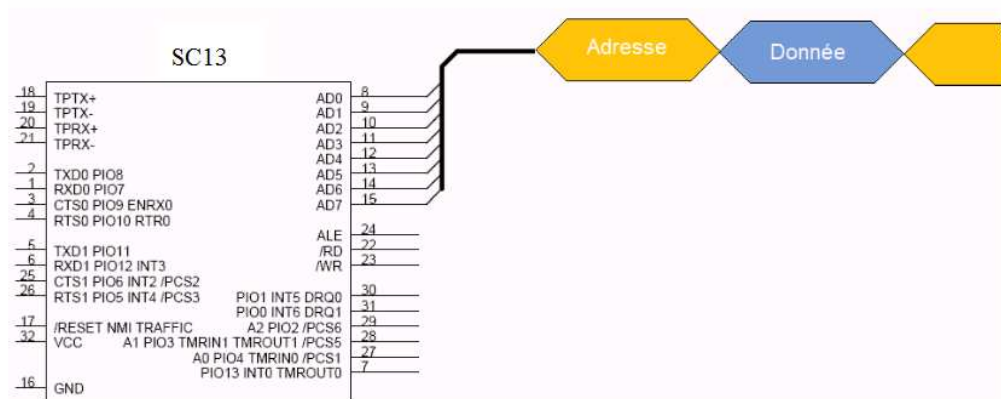 Adresse Donnée
SC13
18 TPTX+ AD0 8
19 TPTX- AD1 9
20 TPRX+ AD2 10
21 TPRX- AD3 11
AD4 12
2 TXD0 PIO8 AD5 13
1 RXD0 PIO7 AD6 14
3 CTS0 PIO9 ENRX0 AD7 15
4 RTS0 PIO10 RTR0
ALE 24
5 TXD1 PIO11 /RD 22
6 RXD1 PIO12 INT3 /WR 23
25 CTS1 PIO6 INT2 /PCS2
26 RTS1 PIO5 INT4 /PCS3 PIO1 INT5 DRQ0 30
PIO0 INT6 DRQ1 31
17 /RESET NMI TRAFFIC A2 PIO2 /PCS6 29
32 VCC A1 PIO3 TMRIN1 TMROUT1 /PCS5 28
A0 PIO4 TMRIN0 /PCS1 27
PIO13 INT0 TMROUT0 7
16 GND